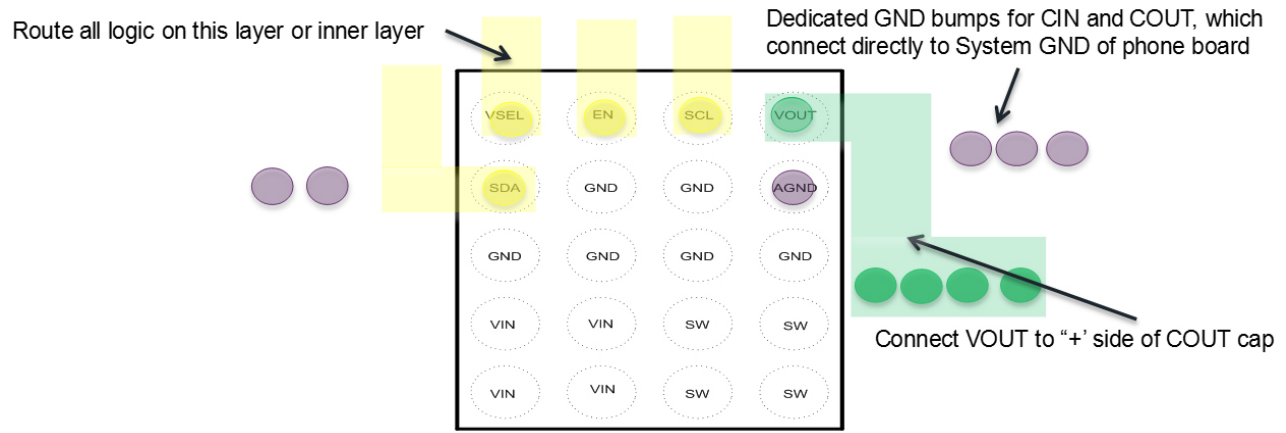 Route all logic on this layer or inner layer
Dedicated GND bumps for CIN and COUT, which
connect directly to System GND of phone board
VSEL EN SCL VOUT
SDA GND GND AGND
GND GND GND GND
VIN VIN SW SW
Connect VOUT to “+’ side of COUT cap
VIN VIN SW SW